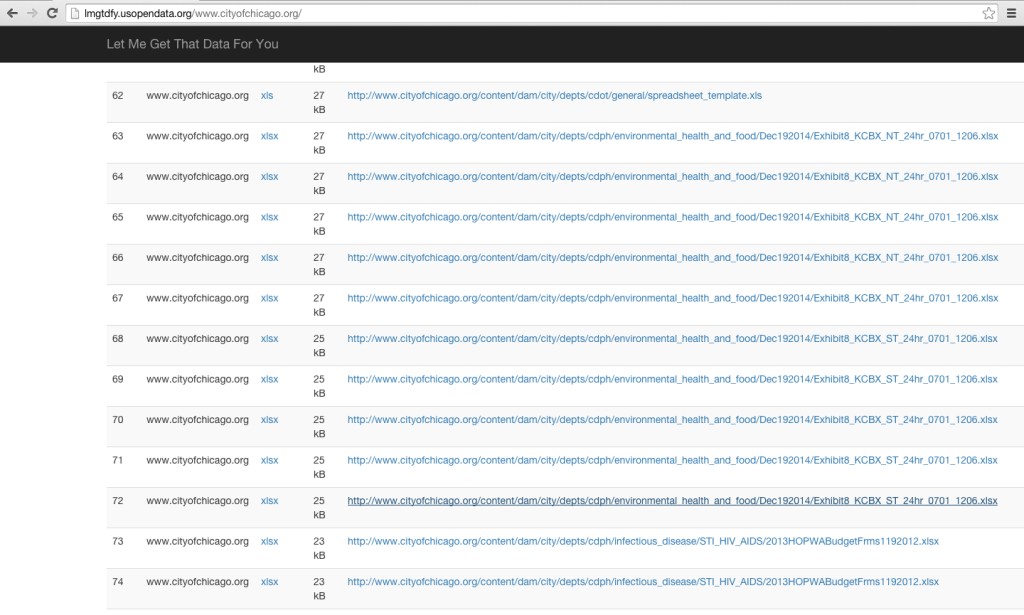 lmgtdfy.usopendata.org/www.cityofchicago.org/
Let Me Get That Data For You
kB
62 www.cityofchicago.org xls 27 http://www.cityofchicago.org/content/dam/city/depts/cdot/general/spreadsheet_template.xls
kB
63 www.cityofchicago.org xlsx 27 http://www.cityofchicago.org/content/dam/city/depts/cdph/environmental_health_and_food/Dec192014/Exhibit8_KCBX_NT_24hr_0701_1206.xlsx
kB
64 www.cityofchicago.org xlsx 27 http://www.cityofchicago.org/content/dam/city/depts/cdph/environmental_health_and_food/Dec192014/Exhibit8_KCBX_NT_24hr_0701_1206.xlsx
kB
65 www.cityofchicago.org xlsx 27 http://www.cityofchicago.org/content/dam/city/depts/cdph/environmental_health_and_food/Dec192014/Exhibit8_KCBX_NT_24hr_0701_1206.xlsx
kB
66 www.cityofchicago.org xlsx 27 http://www.cityofchicago.org/content/dam/city/depts/cdph/environmental_health_and_food/Dec192014/Exhibit8_KCBX_NT_24hr_0701_1206.xlsx
kB
67 www.cityofchicago.org xlsx 27 http://www.cityofchicago.org/content/dam/city/depts/cdph/environmental_health_and_food/Dec192014/Exhibit8_KCBX_NT_24hr_0701_1206.xlsx
kB
68 www.cityofchicago.org xlsx 25 http://www.cityofchicago.org/content/dam/city/depts/cdph/environmental_health_and_food/Dec192014/Exhibit8_KCBX_ST_24hr_0701_1206.xlsx
kB
69 www.cityofchicago.org xlsx 25 http://www.cityofchicago.org/content/dam/city/depts/cdph/environmental_health_and_food/Dec192014/Exhibit8_KCBX_ST_24hr_0701_1206.xlsx
kB
70 www.cityofchicago.org xlsx 25 http://www.cityofchicago.org/content/dam/city/depts/cdph/environmental_health_and_food/Dec192014/Exhibit8_KCBX_ST_24hr_0701_1206.xlsx
kB
71 www.cityofchicago.org xlsx 25 http://www.cityofchicago.org/content/dam/city/depts/cdph/environmental_health_and_food/Dec192014/Exhibit8_KCBX_ST_24hr_0701_1206.xlsx
kB
72 www.cityofchicago.org xlsx 25 http://www.cityofchicago.org/content/dam/city/depts/cdph/environmental_health_and_food/Dec192014/Exhibit8_KCBX_ST_24hr_0701_1206.xlsx
kB
73 www.cityofchicago.org xlsx 23 http://www.cityofchicago.org/content/dam/city/depts/cdph/infectious_disease/STI_HIV_AIDS/2013HOPWABudgetFrms1192012.xlsx
kB
74 www.cityofchicago.org xlsx 23 http://www.cityofchicago.org/content/dam/city/depts/cdph/infectious_disease/STI_HIV_AIDS/2013HOPWABudgetFrms1192012.xlsx
kB